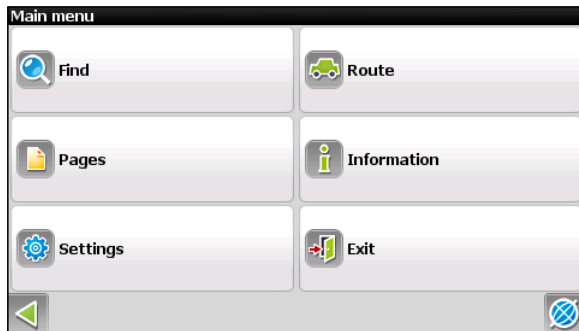 Main menu
Find
Route
Pages
Information
Settings
Exit